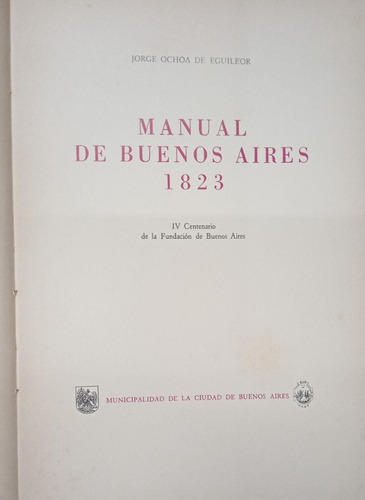 JORGE OCHOA DE EGUILEOR
MANUAL
DE BUENOS AIRES
1823
IV Centenario
de la Fundación de Buenos Aires
MUNICIPALIDAD DE LA CIUDAD DE BUENOS AIRES